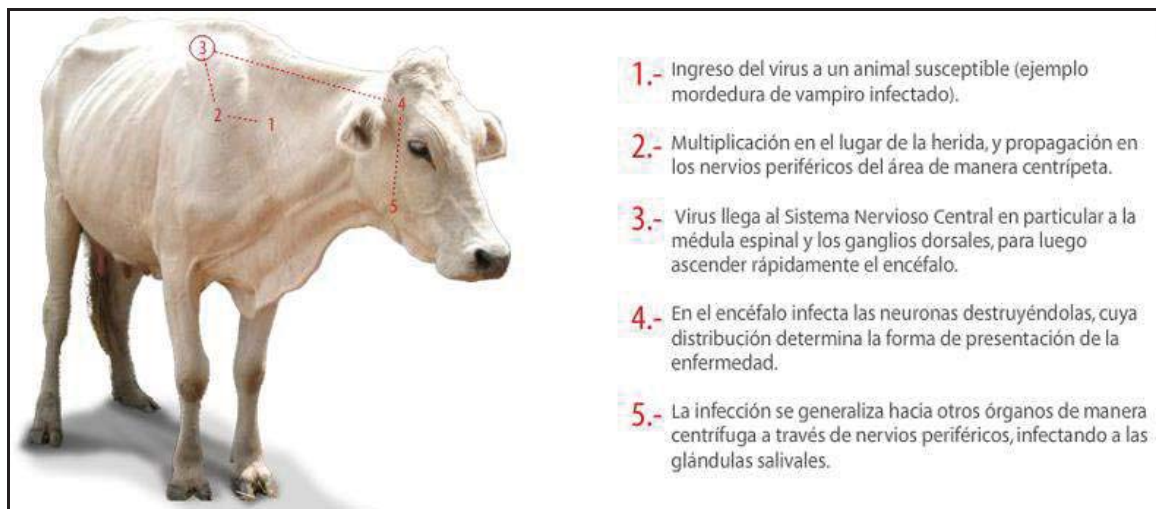 3
4
2
1
5
1.- Ingreso del virus a un animal susceptible (ejemplo
mordedura de vampiro infectado).
2.- Multiplicación en el lugar de la herida, y propagación en
los nervios periféricos del área de manera centrípeta.
3.- Virus llega al Sistema Nervioso Central en particular a la
médula espinal y los ganglios dorsales, para luego
ascender rápidamente el encéfalo.
4.- En el encéfalo infecta las neuronas destruyéndolas, cuya
distribución determina la forma de presentación de la
enfermedad.
5.- La infección se generaliza hacia otros órganos de manera
centrífuga a través de nervios periféricos, infectando a las
glándulas salivales.